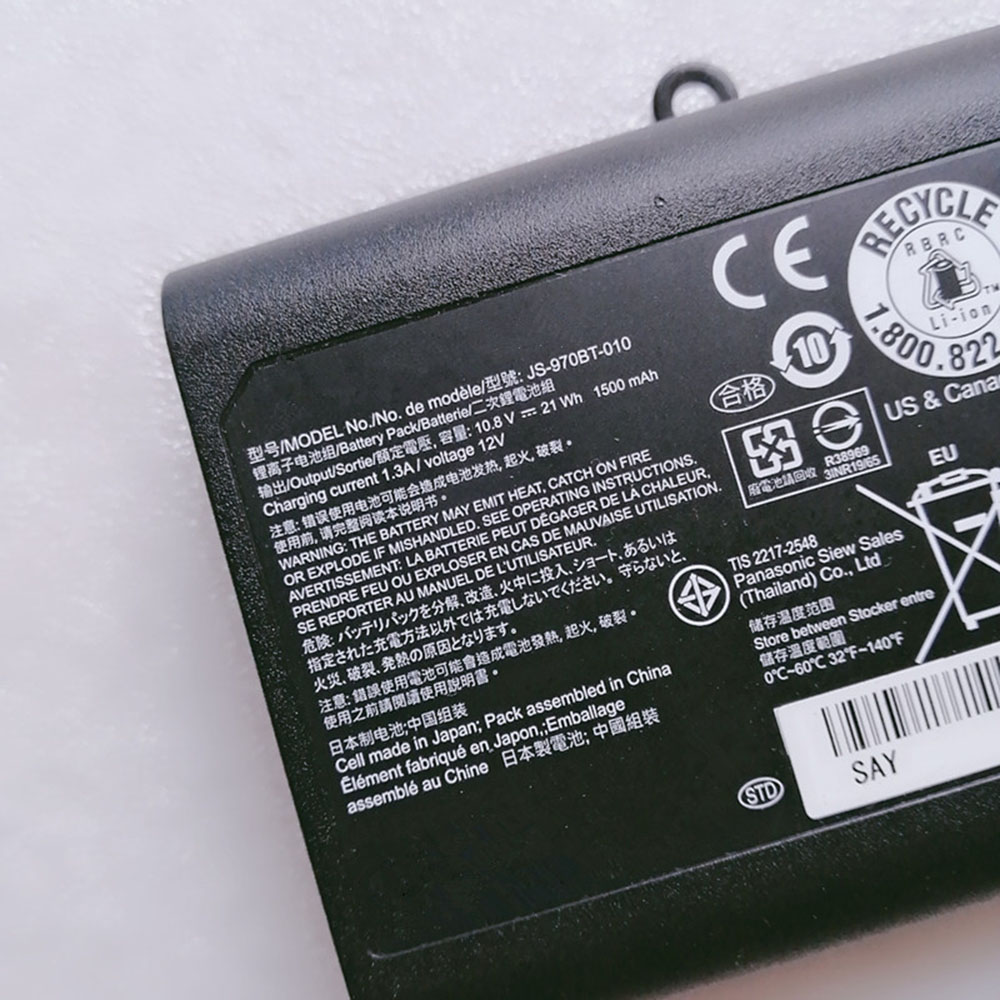 型号/MODEL No./No. de modèle/型號: JS-970BT-010
锂离子电池组/Battery Pack/Batterie/二次鋰電池組
输出/Output/Sortie/額定電壓, 容量: 10.8 V ⎓ 21 Wh 1500 mAh
Charging current 1.3A / voltage 12V
注意: 错误使用电池可能会造成电池发热, 起火, 破裂。
使用前, 请完整阅读本说明书。
WARNING: THE BATTERY MAY EMIT HEAT, CATCH ON FIRE
OR EXPLODE IF MISHANDLED. SEE OPERATING INSTRUCTIONS.
AVERTISSEMENT: LA BATTERIE PEUT DÉGAGER DE LA CHALEUR,
PRENDRE FEU OU EXPLOSER EN CAS DE MAUVAISE UTILISATION.
SE REPORTER AU MANUEL DE L'UTILISATEUR.
危険. バッテリパックを分解、改造、火中に投入、ショート、あるいは
指定された充電方法以外では充電しないでください。守らないと、
火災、破裂、発熱の原因となります。
注意: 錯誤使用電池可能會造成電池發熱, 起火, 破裂。
使用之前請閱讀使用說明書。
日本制电池;中国组装
Cell made in Japan; Pack assembled in China
Élément fabriqué en Japon,;Emballage
assemblé au Chine 日本製電池; 中國組裝
CE
RECYCLE
RBRC
Li-ion
TM
1.800.822
US & Cana
10
合格
廢電池請回收
R38969
3INR19/65
EU
TIS 2217-2548
Panasonic Siew Sales
(Thailand) Co., Ltd
储存温度范围
Store between Stocker entre
儲存溫度範圍
0℃~60℃ 32℉~140℉
SAY
STD